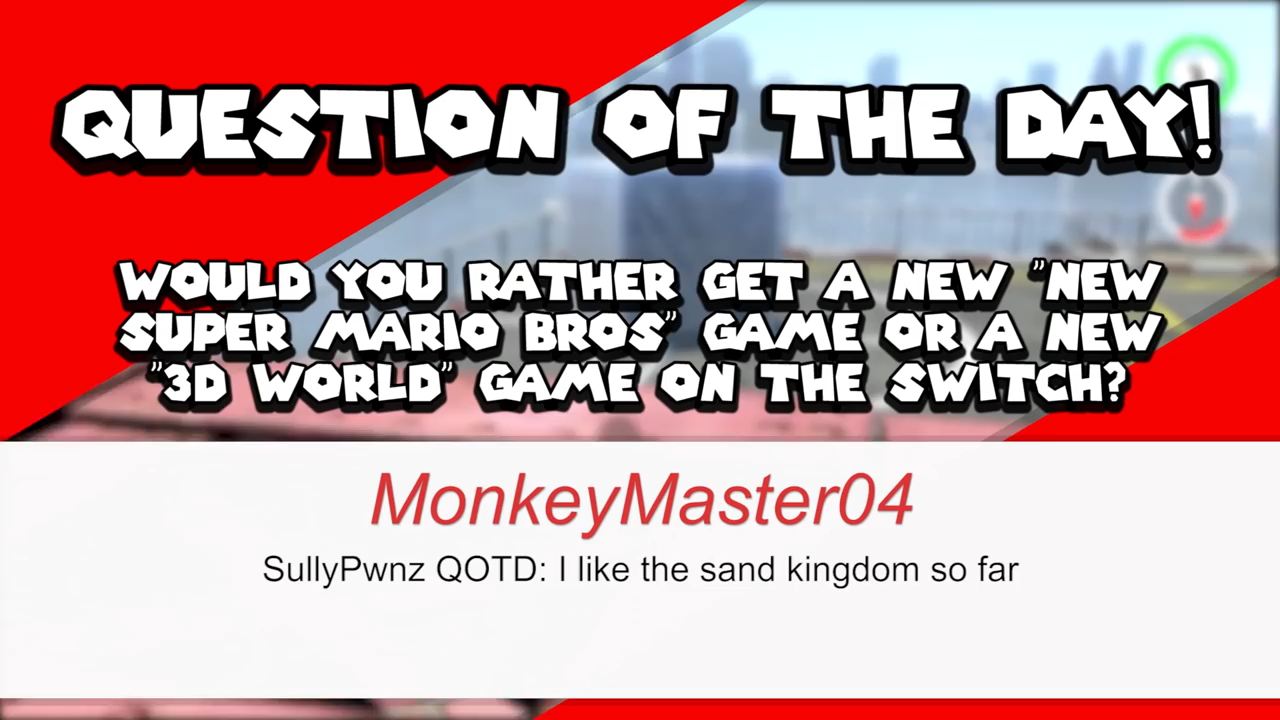 QUESTION OF THE DAY!
WOULD YOU RATHER GET A NEW "NEW
SUPER MARIO BROS" GAME OR A NEW
"3D WORLD" GAME ON THE SWITCH?
MonkeyMaster04
SullyPwnz QOTD: I like the sand kingdom so far